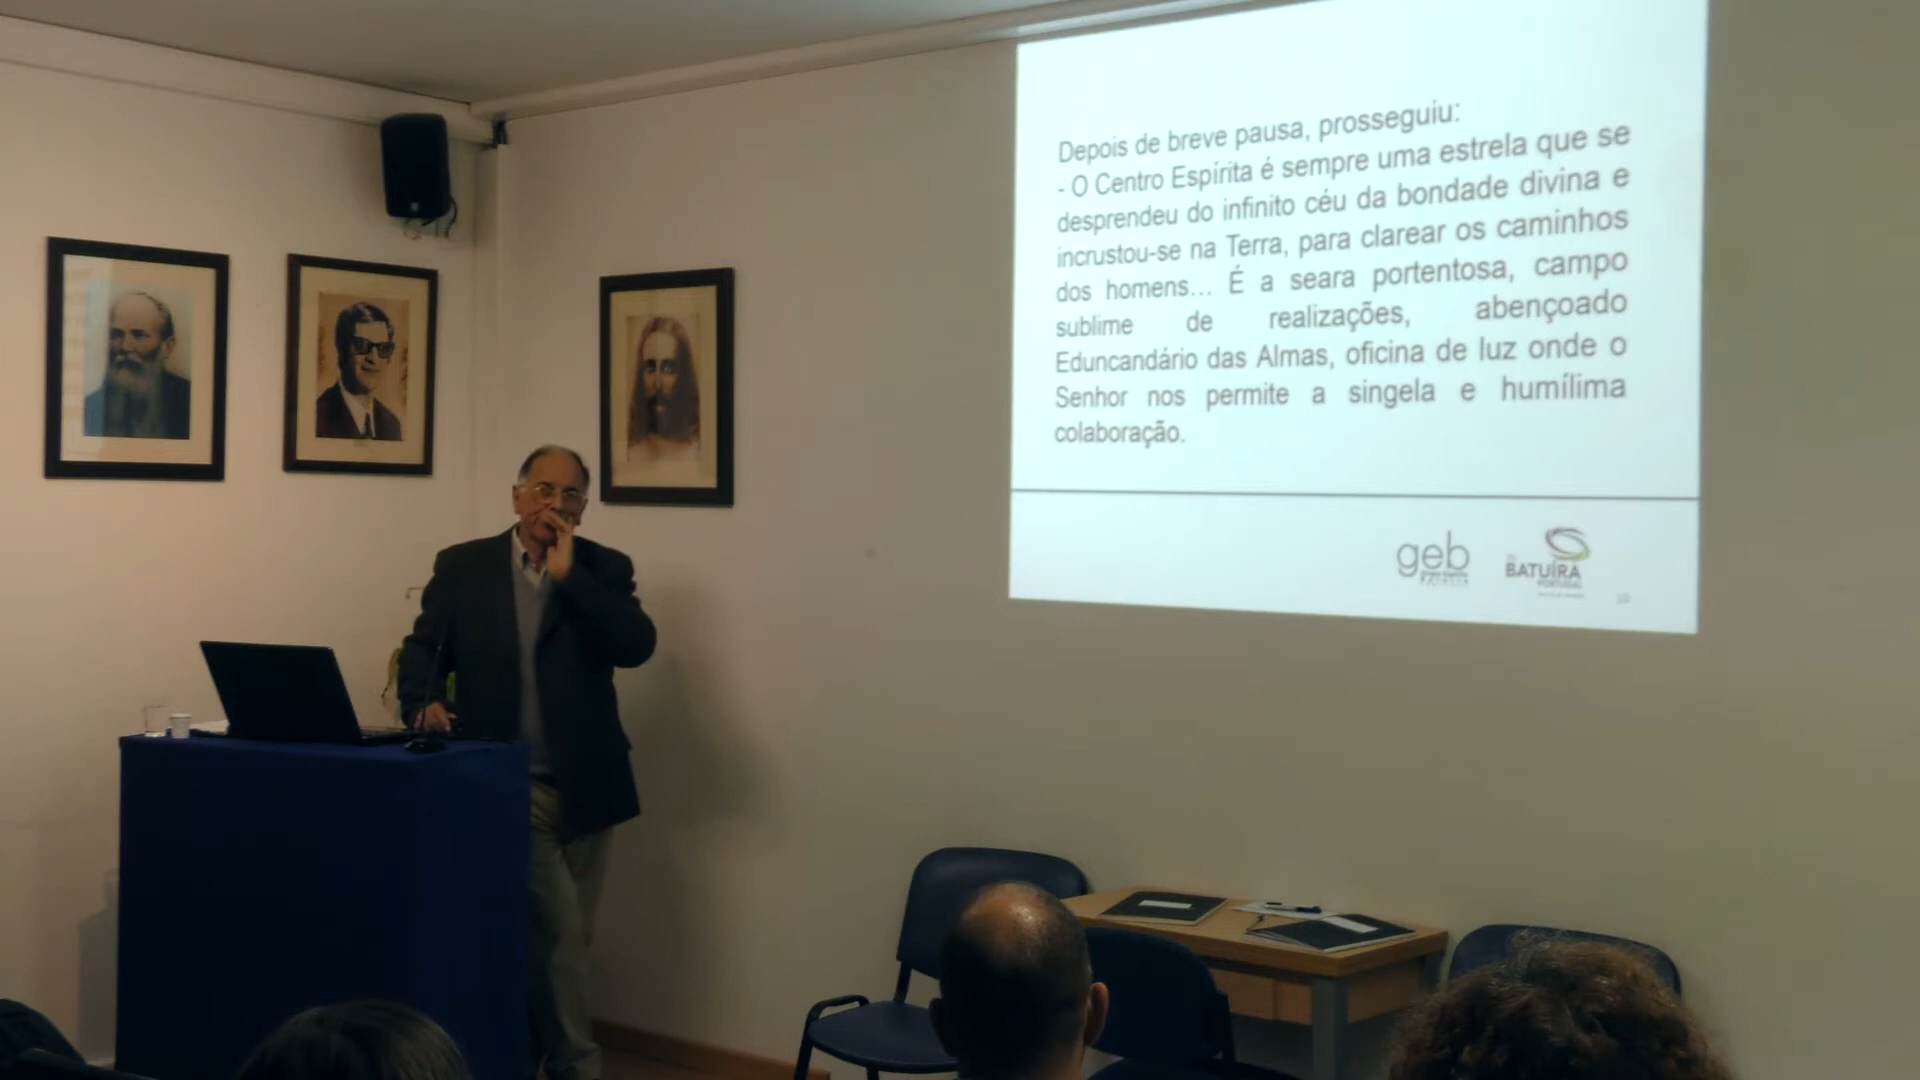 Depois de breve pausa, prosseguiu:
- O Centro Espírita é sempre uma estrela que se
desprendeu do infinito céu da bondade divina e
incrustou-se na Terra, para clarear os caminhos
dos homens... É a seara portentosa, campo
sublime de realizações, abençoado
Eduncandário das Almas, oficina de luz onde o
Senhor nos permite a singela e humílima
colaboração.
geb
BATUÍRA
PORTUGAL